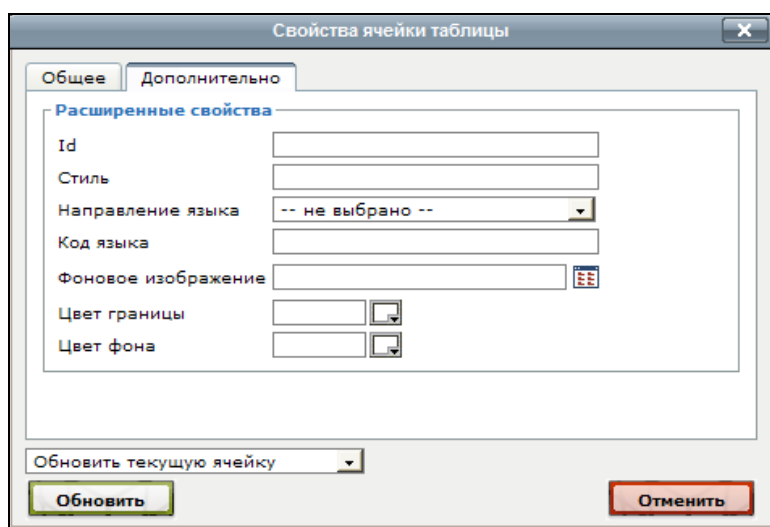 Свойства ячейки таблицы
Общее Дополнительно
Расширенные свойства
Id
Стиль
Направление языка -- не выбрано --
Код языка
Фоновое изображение
Цвет границы
Цвет фона
Обновить текущую ячейку
Обновить Отменить